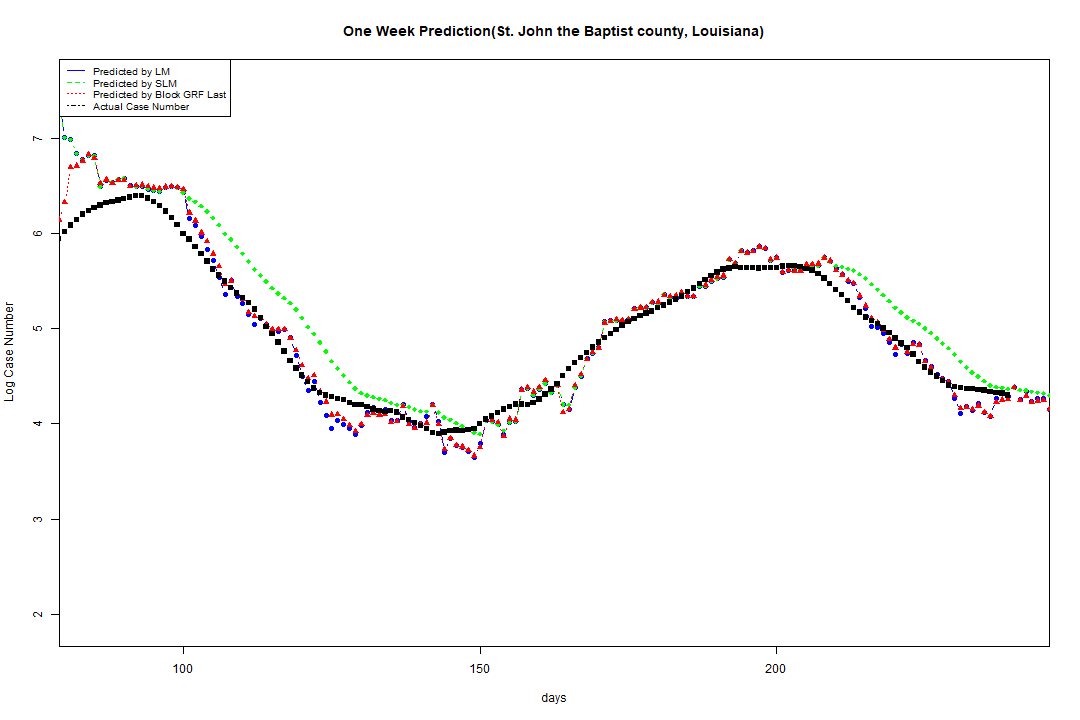 One Week Prediction(St. John the Baptist county, Louisiana)
Predicted by LM
Predicted by SLM
Predicted by Block GRF Last
Actual Case Number
7
6
5
4
3
2
Log Case Number
100 150 200
days